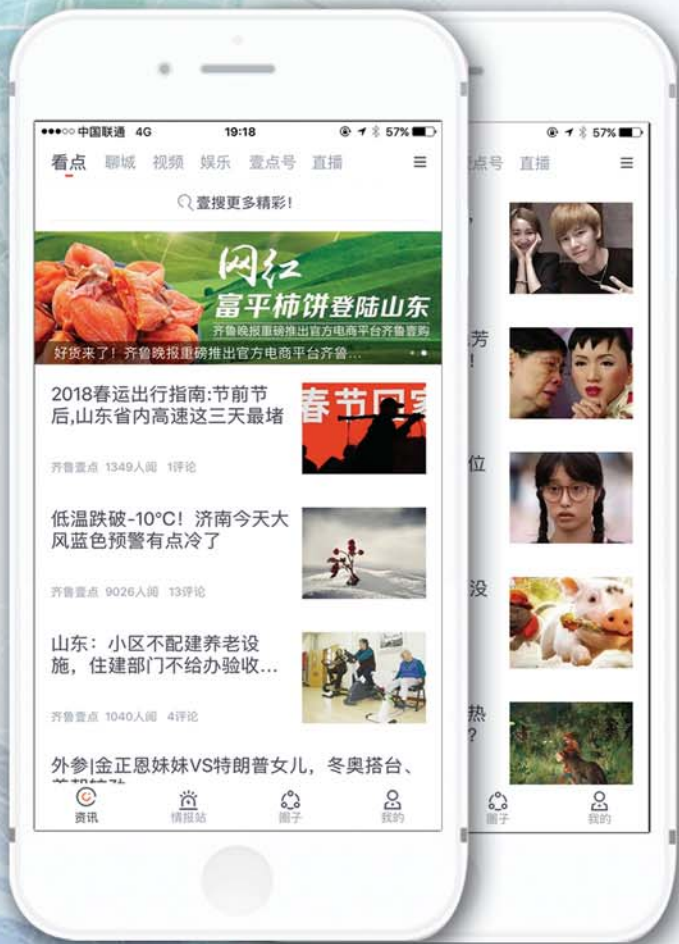 中国联通 4G 19:18 57%
看点 聊城 视频 娱乐 壹点号 直播
壹搜更多精彩！
网红
富平柿饼登陆山东
齐鲁晚报重磅推出官方电商平台齐鲁壹购
好货来了！齐鲁晚报重磅推出官方电商平台齐鲁...
2018春运出行指南:节前节
后,山东省内高速这三天最堵
春节回家
齐鲁壹点 1349人阅 1评论
低温跌破-10℃！济南今天大
风蓝色预警有点冷了
齐鲁壹点 9026人阅 13评论
山东：小区不配建养老设
施，住建部门不给办验收...
齐鲁壹点 1040人阅 4评论
外参|金正恩妹妹VS特朗普女儿，冬奥搭台、
资讯 情报站 圈子 我的
57%
点号 直播
，
芳
！
位
没
热
？
圈子 我的